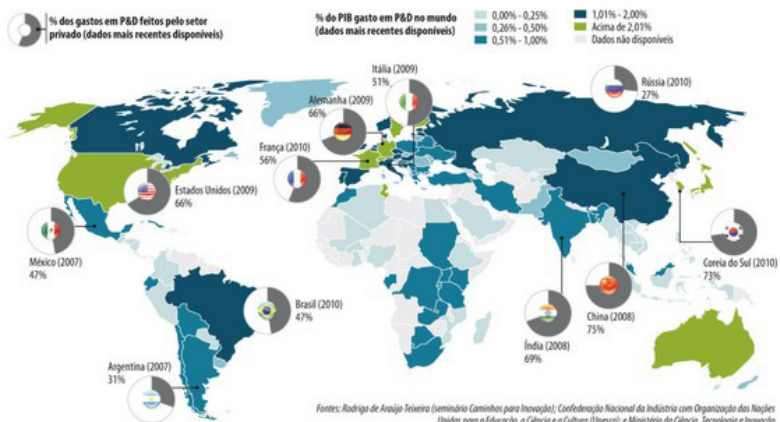 % dos gastos em P&D feitos pelo setor
privado (dados mais recentes disponíveis)
% do PIB gasto em P&D no mundo
(dados mais recentes disponíveis)
0,00% - 0,25%
0,26% - 0,50%
0,51% - 1,00%
1,01% - 2,00%
Acima de 2,01%
Dados não disponíveis
Itália (2009)
51%
Rússia (2010)
27%
Alemanha (2009)
66%
França (2010)
56%
Estados Unidos (2009)
66%
México (2007)
47%
Coreia do Sul (2010)
73%
Brasil (2010)
47%
China (2008)
75%
Índia (2008)
69%
Argentina (2007)
31%
Fontes: Rodrigo de Araújo Teixeira (seminário Caminhos para Inovação); Confederação Nacional da Indústria com Organização das Nações
Unidas para a Educação, a Ciência e a Cultura (Unesco); e Ministério da Ciência, Tecnologia e Inovação